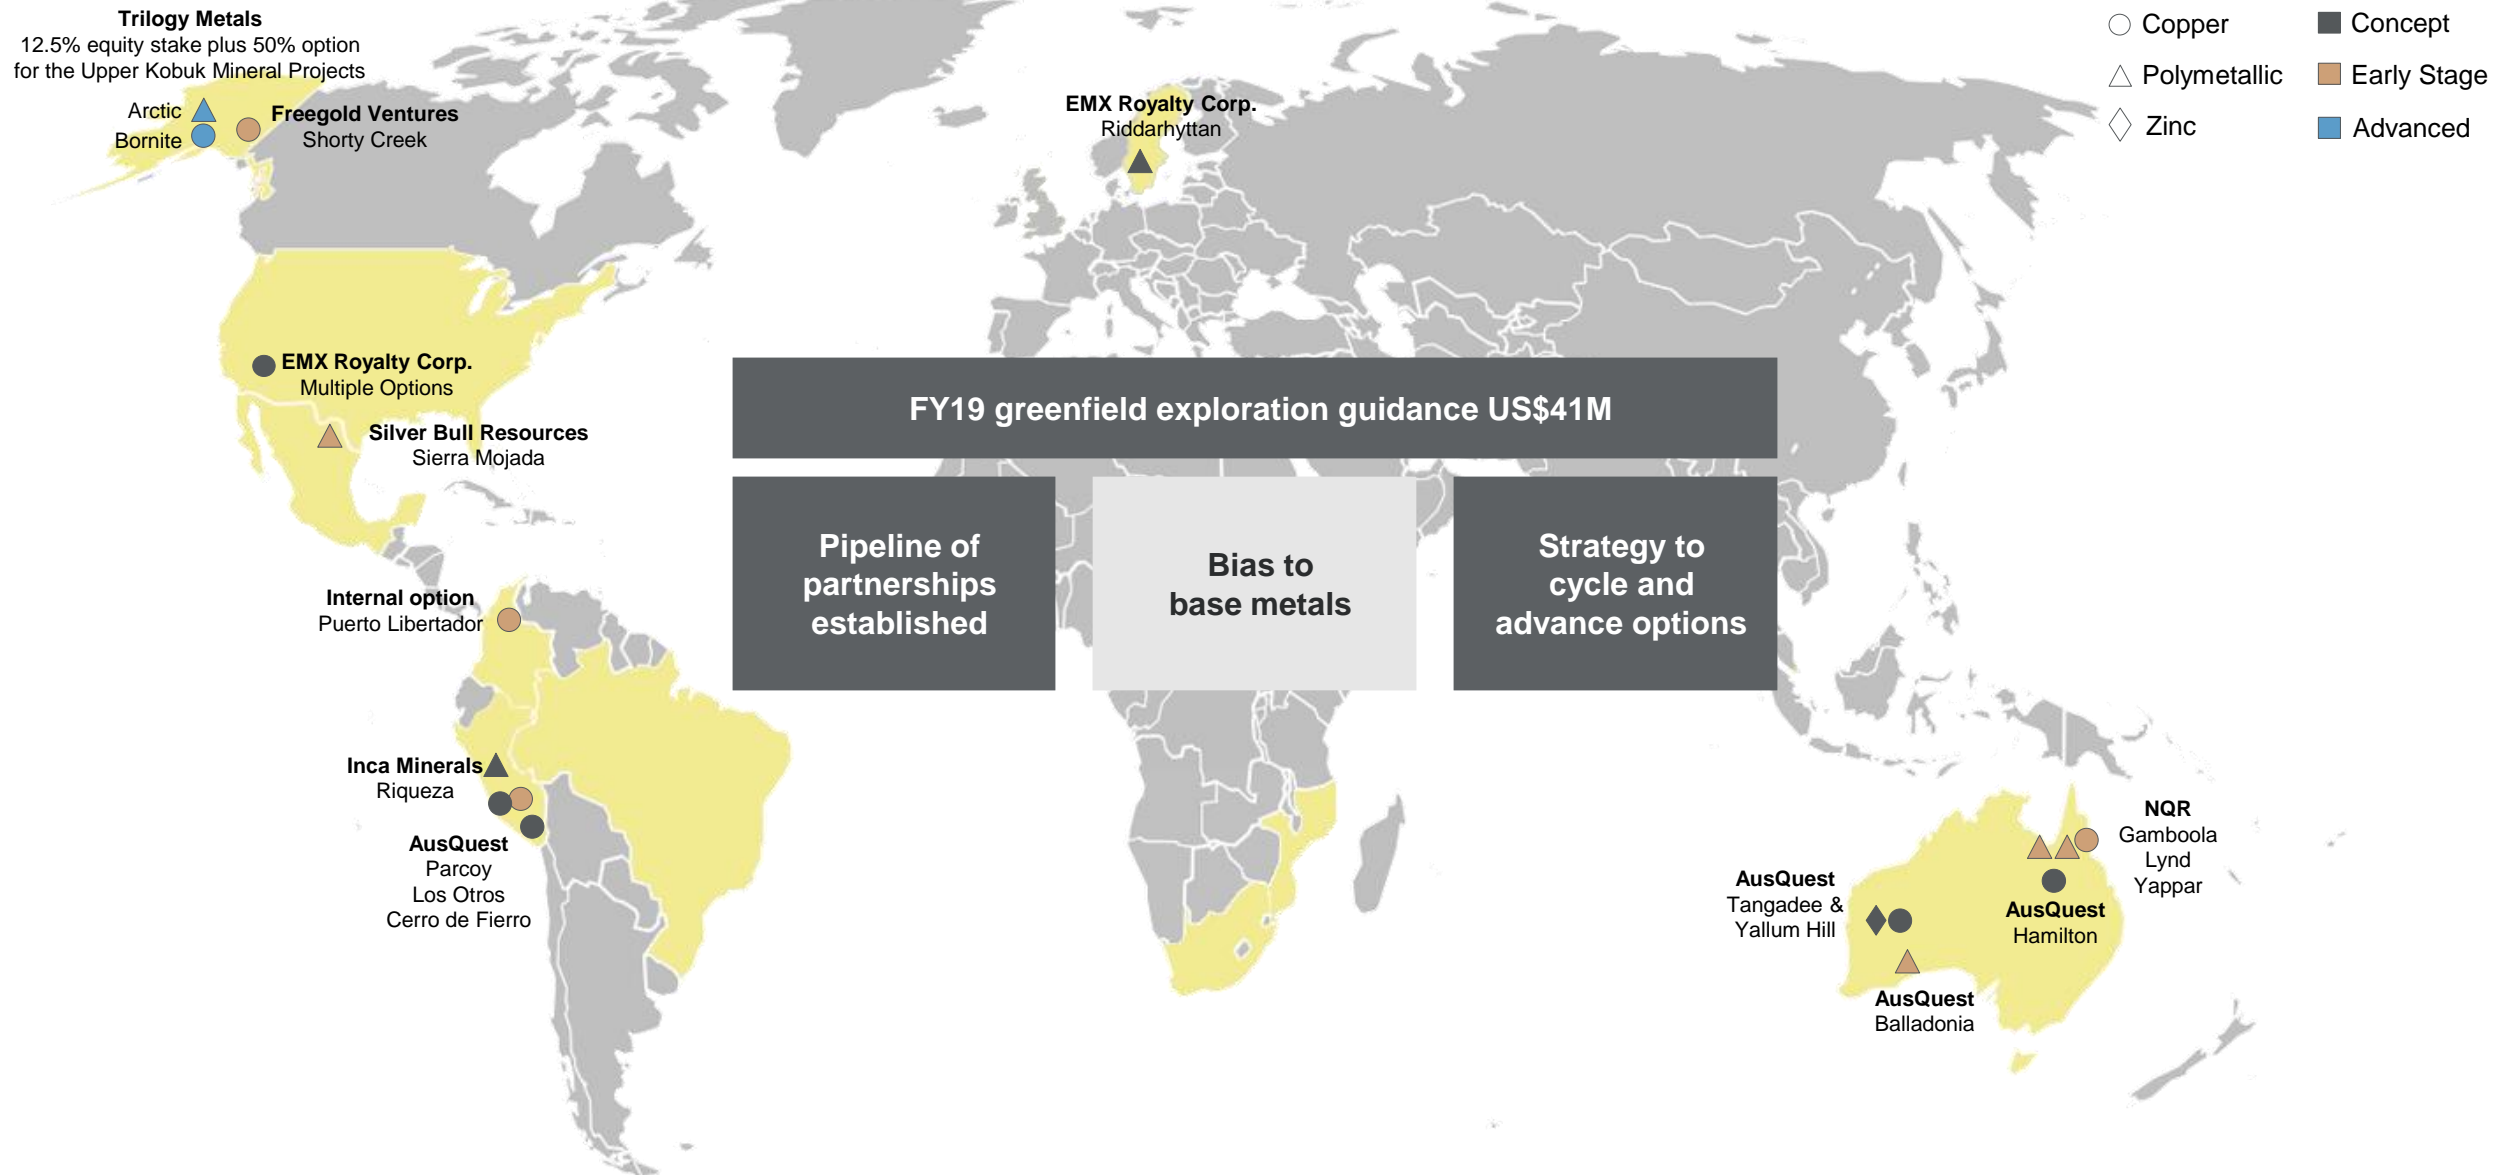 Trilogy Metals
12.5% equity stake plus 50% option
for the Upper Kobuk Mineral Projects
Arctic
Bornite
Freegold Ventures
Shorty Creek
EMX Royalty Corp.
Riddarhyttan
Copper
Polymetallic
Zinc
Concept
Early Stage
Advanced
EMX Royalty Corp.
Multiple Options
Silver Bull Resources
Sierra Mojada
FY19 greenfield exploration guidance US$41M
Pipeline of
partnerships
established
Bias to
base metals
Strategy to
cycle and
advance options
Internal option
Puerto Libertador
Inca Minerals
Riqueza
AusQuest
Parcoy
Los Otros
Cerro de Fierro
AusQuest
Tangadee &
Yallum Hill
NQR
Gamboola
Lynd
Yappar
AusQuest
Hamilton
AusQuest
Balladonia